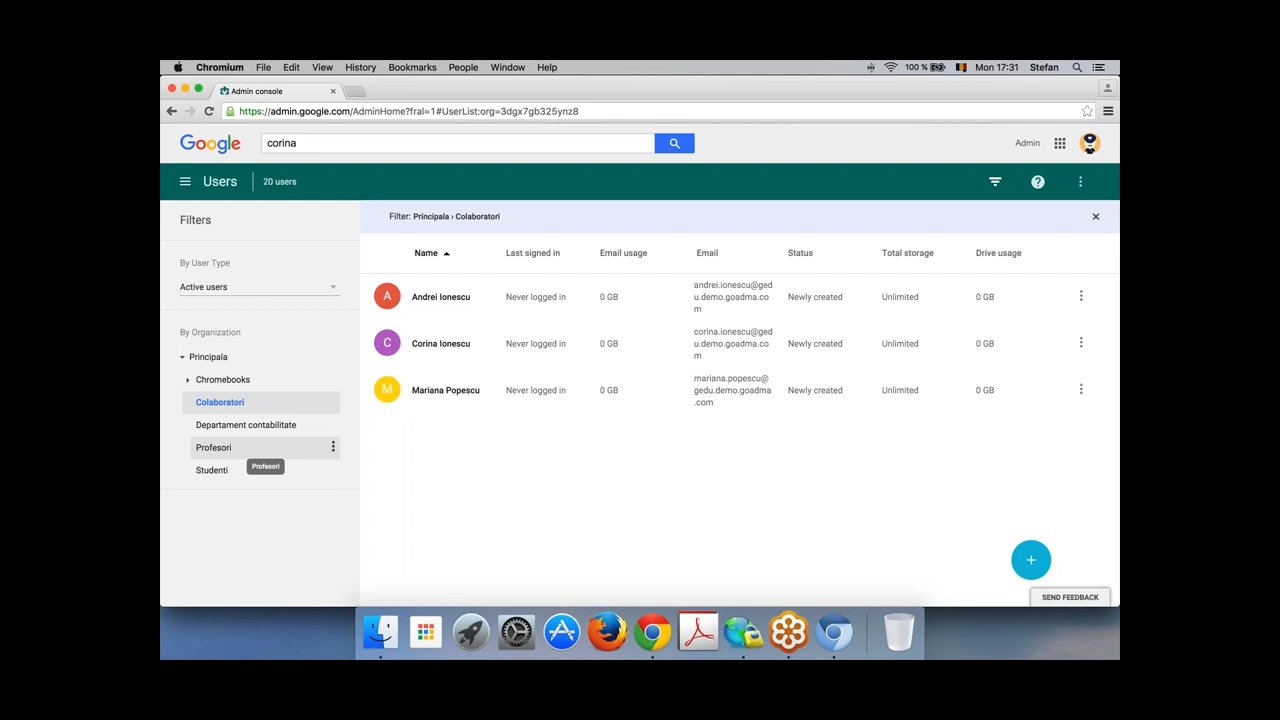 Chromium File Edit View History Bookmarks People Window Help 100 % Mon 17:31 Stefan
Admin console
https://admin.google.com/AdminHome?fral=1#UserList:org=3dgx7gb325ynz8
Google corina Admin
Users 20 users
Filters
Filter: Principala › Colaboratori
Name Last signed in Email usage Email Status Total storage Drive usage
By User Type
Active users
By Organization
Principala
Chromebooks
Colaboratori
Departament contabilitate
Profesori
Profesori
Studenti
A Andrei Ionescu Never logged in 0 GB andrei.ionescu@ged
u.demo.goadma.co
m Newly created Unlimited 0 GB
C Corina Ionescu Never logged in 0 GB corina.ionescu@ged
u.demo.goadma.co
m Newly created Unlimited 0 GB
M Mariana Popescu Never logged in 0 GB mariana.popescu@
gedu.demo.goadma
.com Newly created Unlimited 0 GB
SEND FEEDBACK